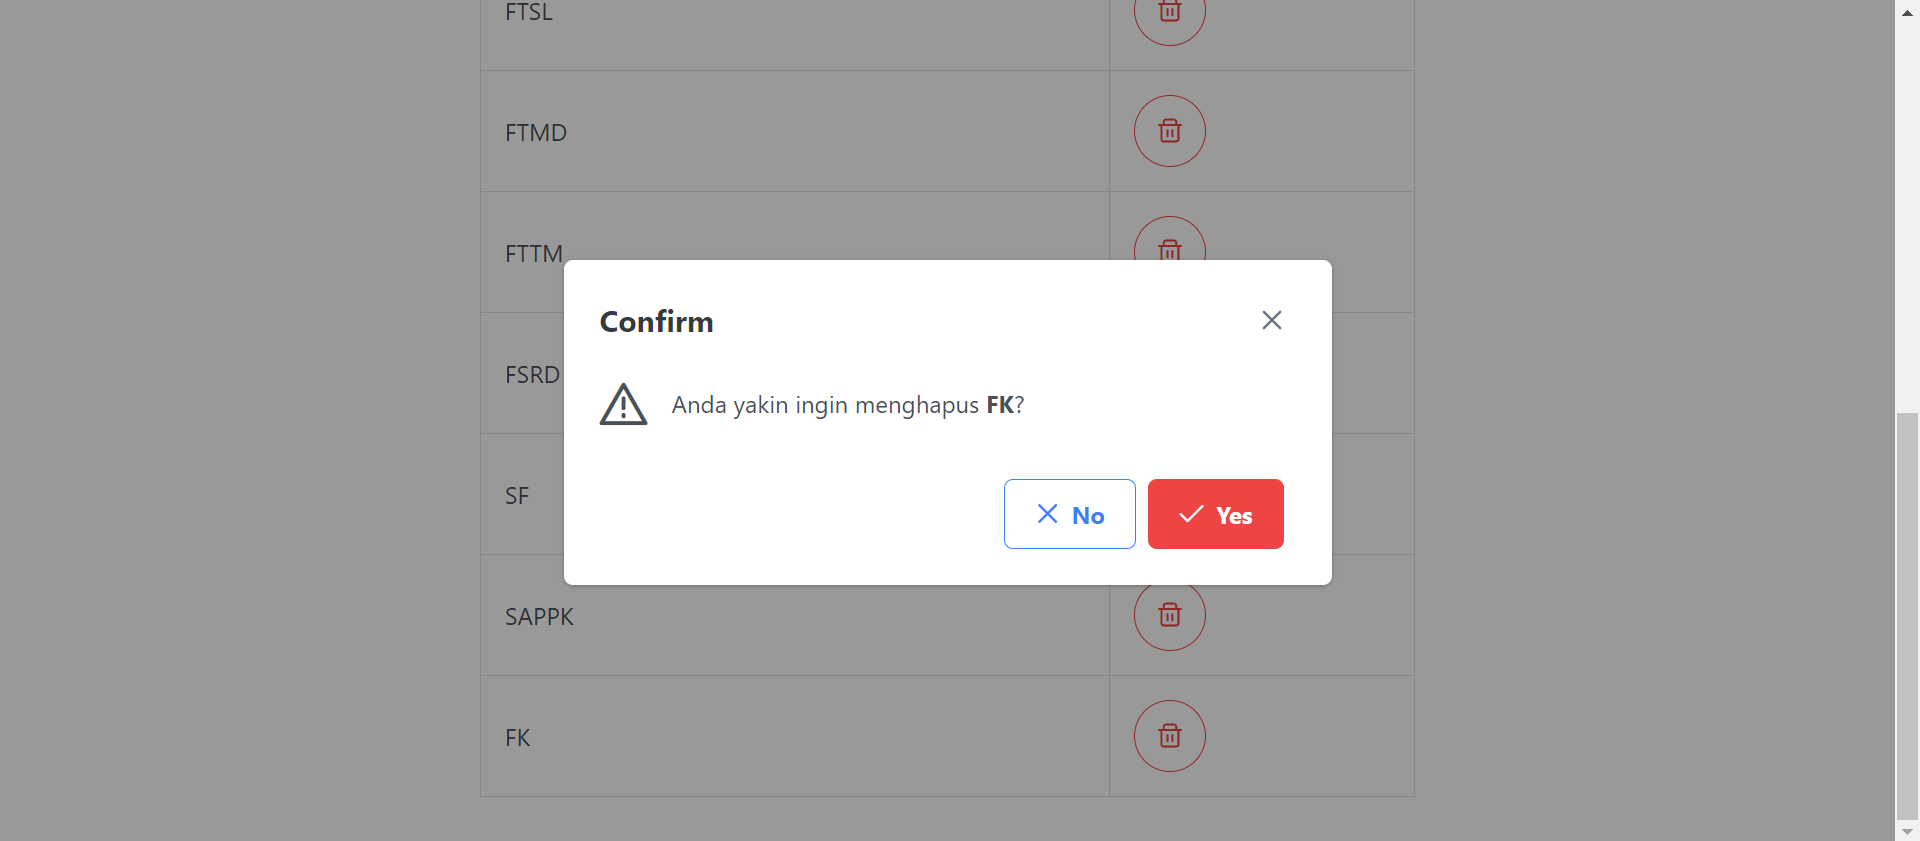 FTSL
FTMD
FTTM
Confirm
FSRD
Anda yakin ingin menghapus FK?
SF
No
Yes
SAPPK
FK